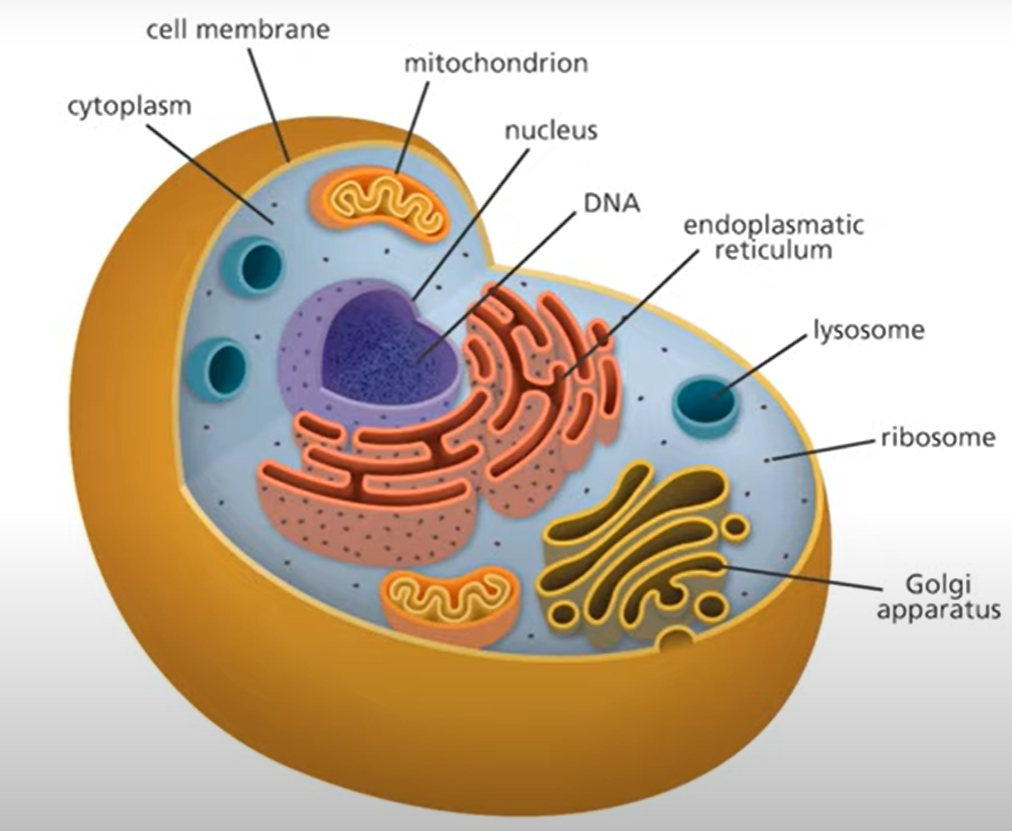 cell membrane
mitochondrion
cytoplasm
nucleus
DNA
endoplasmatic
reticulum
lysosome
ribosome
Golgi
apparatus